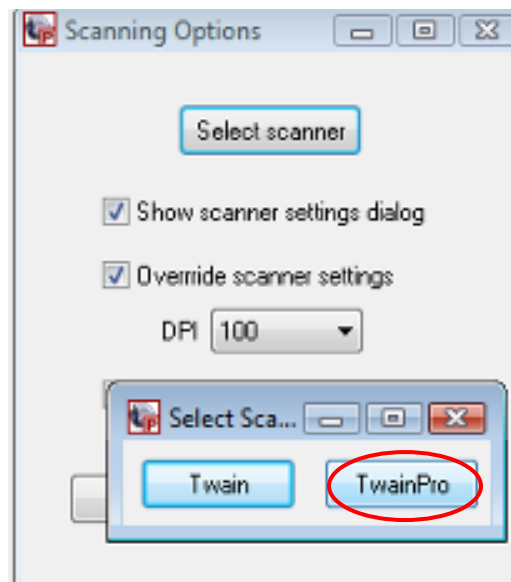 Scanning Options
Select scanner
Show scanner settings dialog
Override scanner settings
DPI 100
Select Sca...
Twain TwainPro